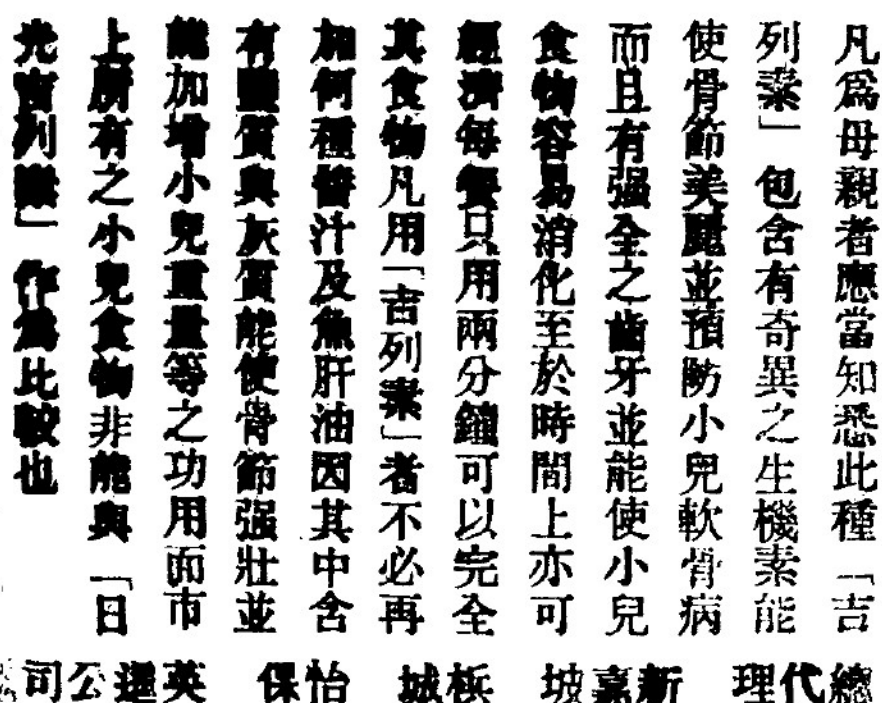 凡爲母親者應當知悉此種「吉
列素」包含有奇異之生機素能
使骨節美麗並預防小兒軟骨病
而且有强全之齒牙並能使小兒
食物容易消化至於時間上亦可
經濟每餐只用兩分鐘可以完全
其食物凡用「吉列素」者不必再
加何種醬汁及魚肝油因其中含
有鹽質與灰質能使骨節强壯並
能加增小兒重量等之功用面市
上所有之小兒食物非能與「日
光吉列素」作爲比較也
總代理 新嘉坡 梹城 怡保 英暹公司